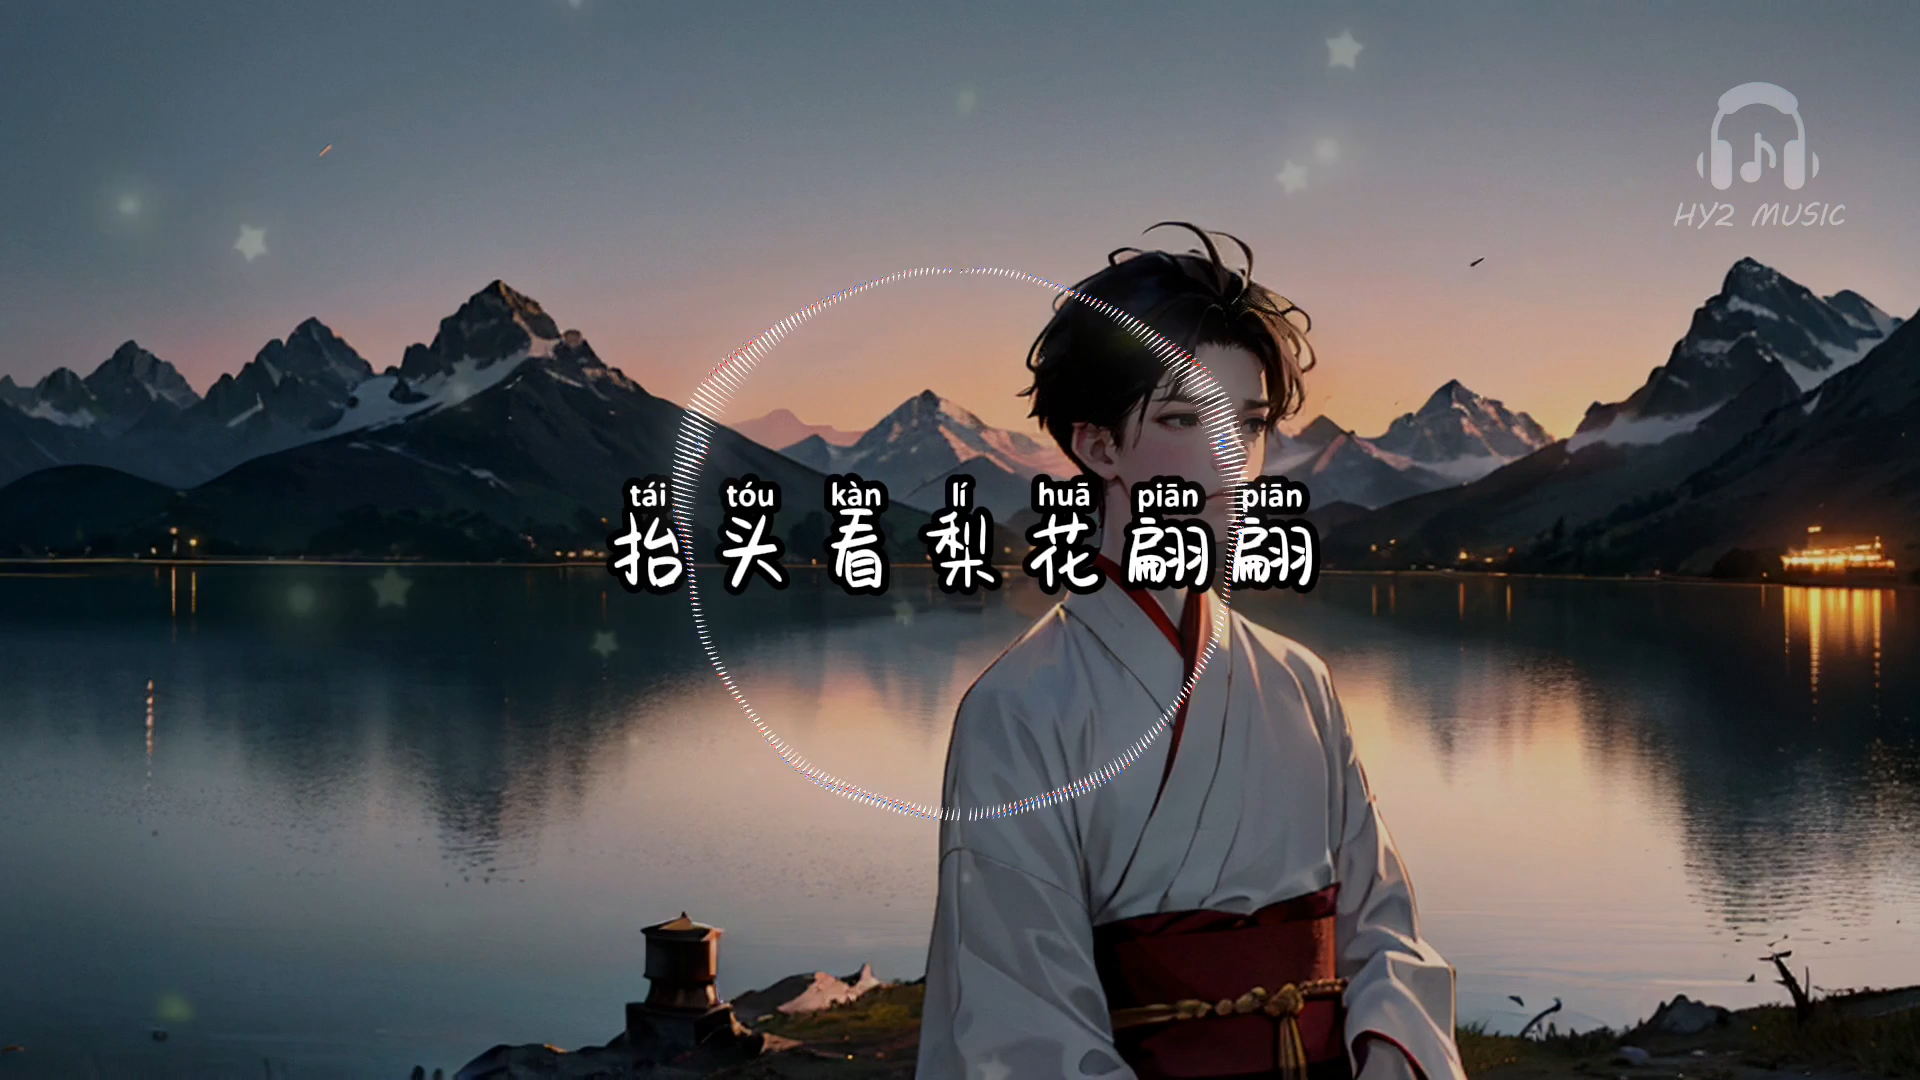 HY2 MUSIC
tái tóu kàn lí huā piān piān
抬头看梨花翩翩